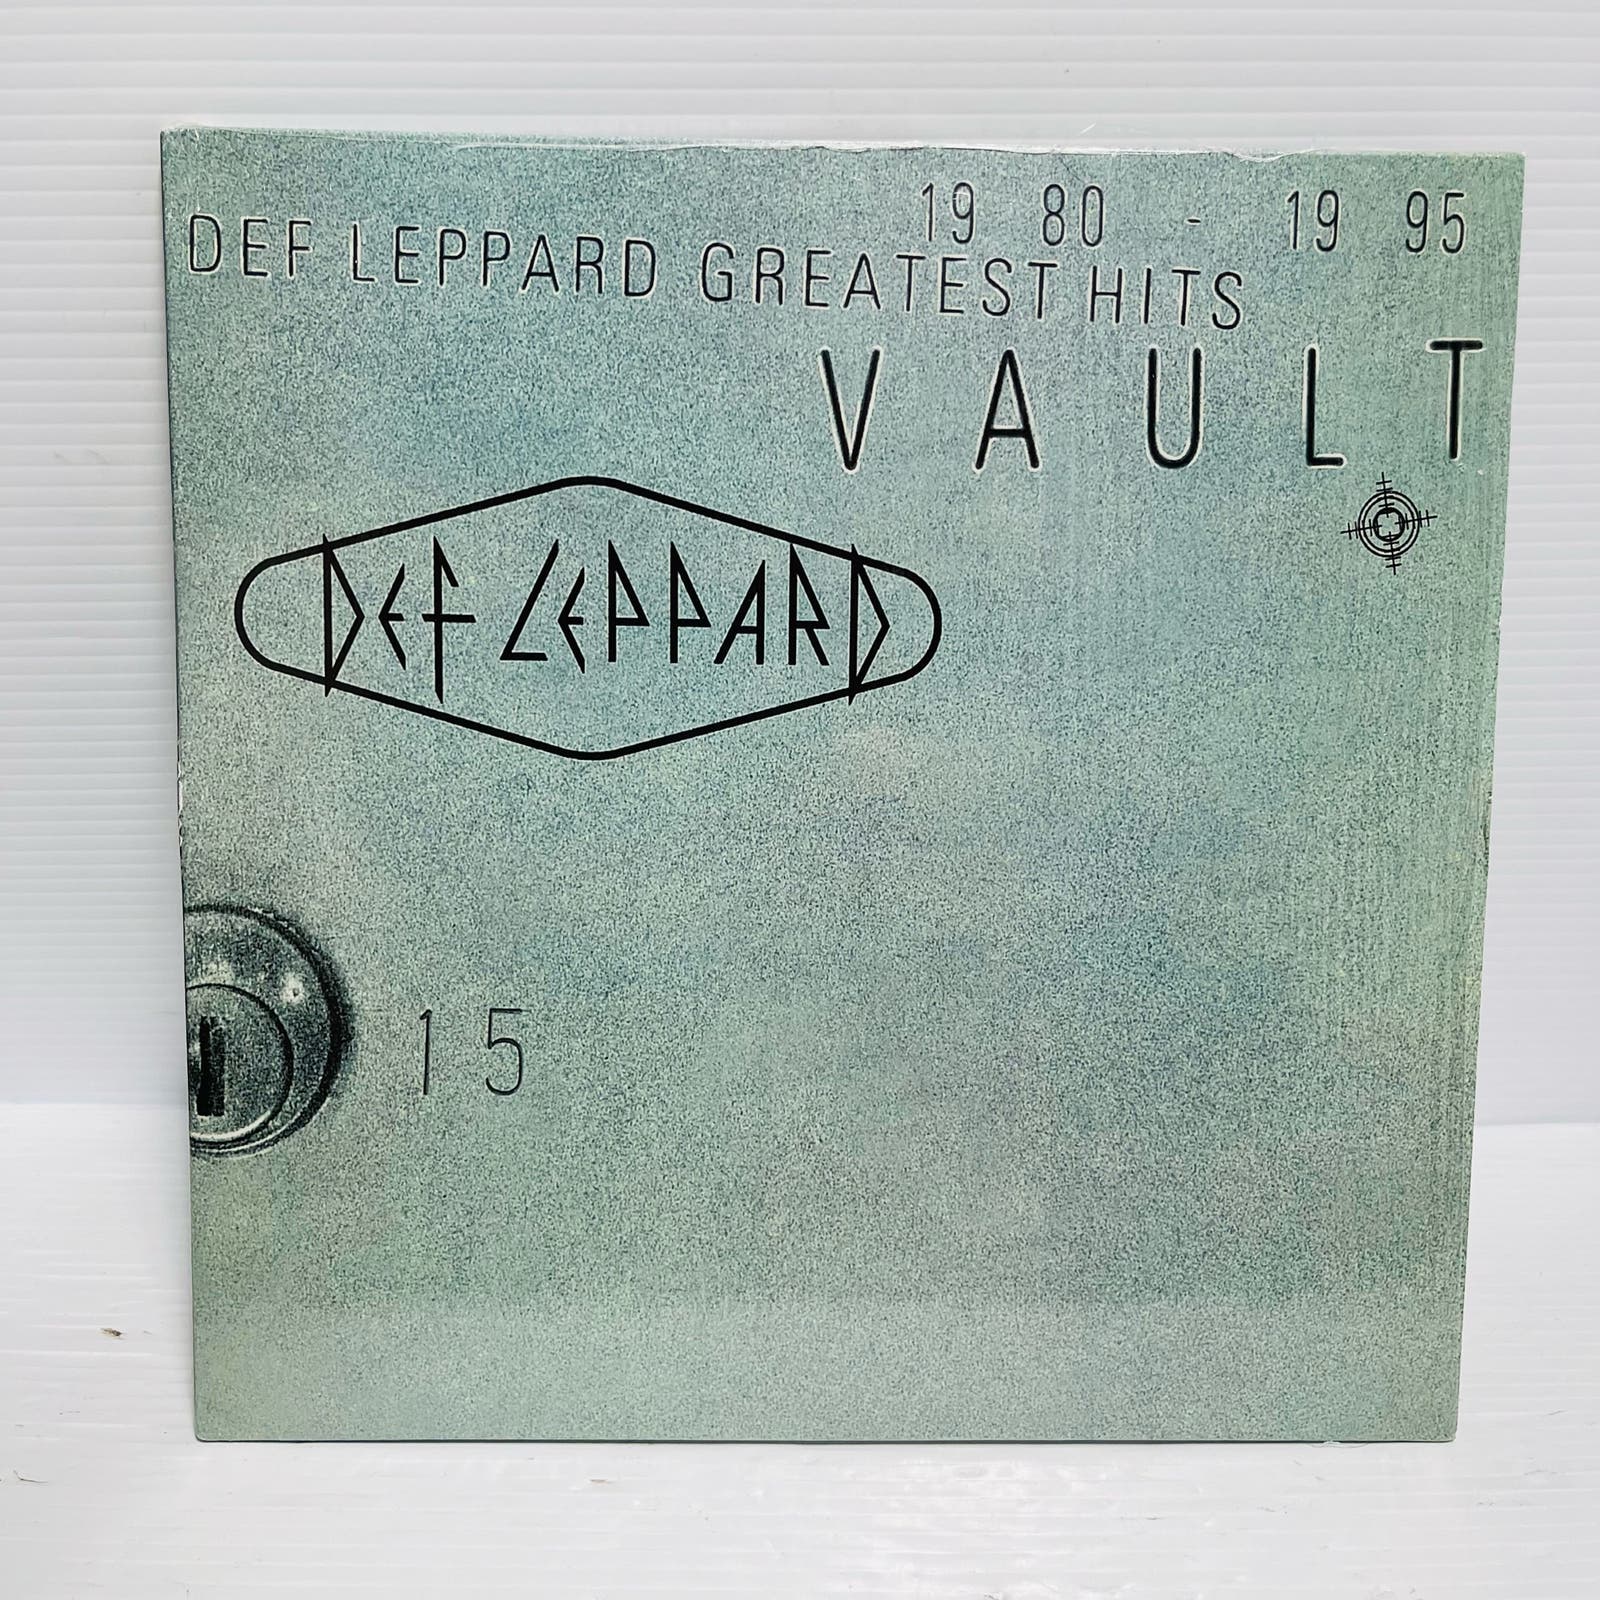 19 80 - 19 95
DEF LEPPARD GREATEST HITS
VAULT
DEF LEPPARD
15